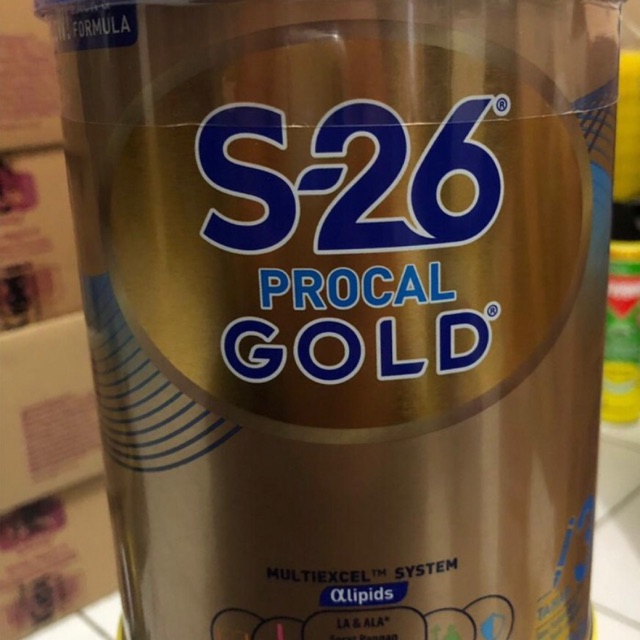 FORMULA
S-26®
PROCAL
GOLD®
MULTIEXCEL™ SYSTEM
αlipids
LA & ALA*